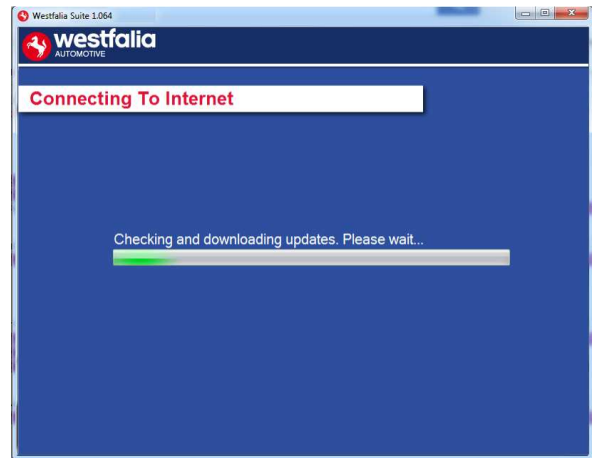 Westfalia Suite 1.064
westfalia
AUTOMOTIVE
Connecting To Internet
Checking and downloading updates. Please wait...